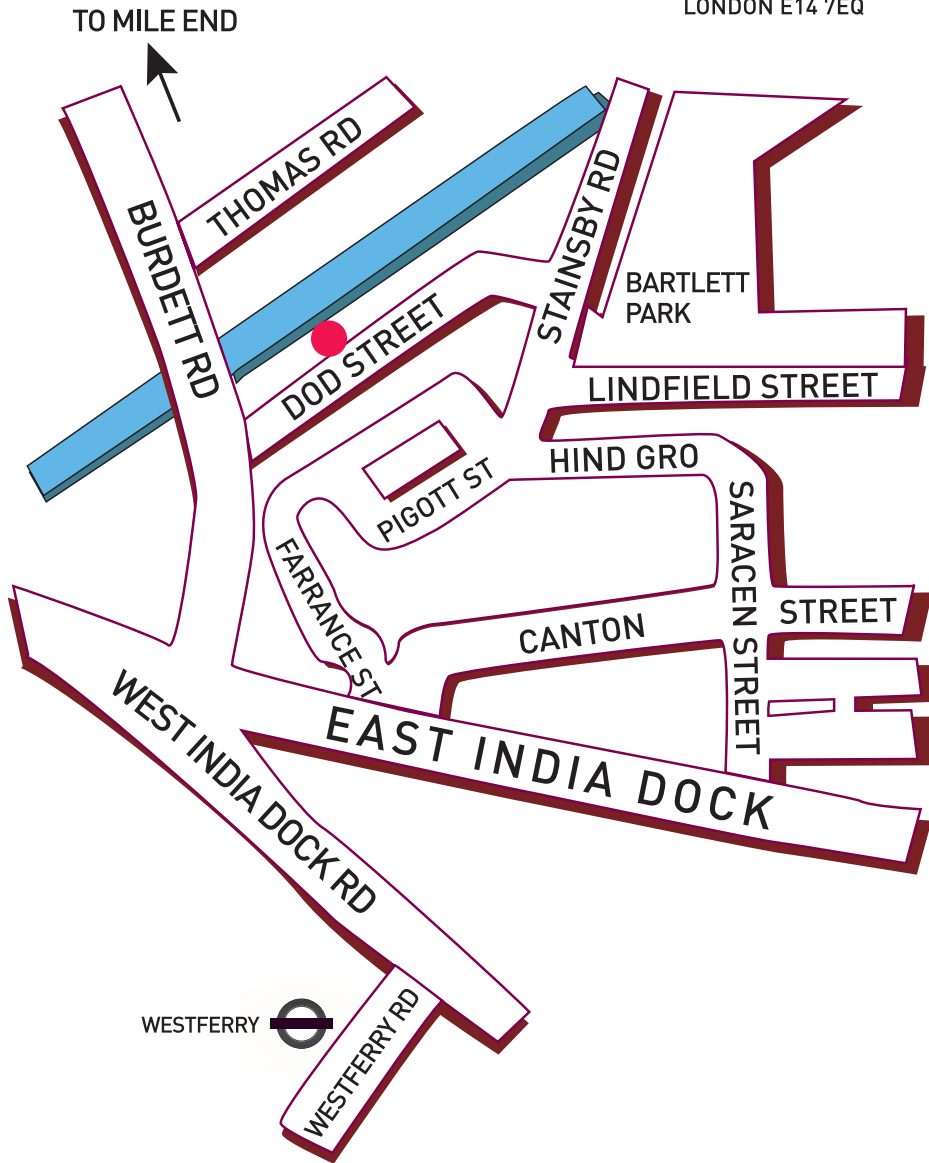 LONDON E14 7EQ
TO MILE END
THOMAS RD
BURDETT RD
STAINSBY RD
BARTLETT
PARK
DOD STREET
LINDFIELD STREET
HIND GRO
PIGOTT ST
SARACEN STREET
FARRANCE ST
CANTON STREET
WEST INDIA DOCK RD
EAST INDIA DOCK
WESTFERRY
WESTFERRY RD